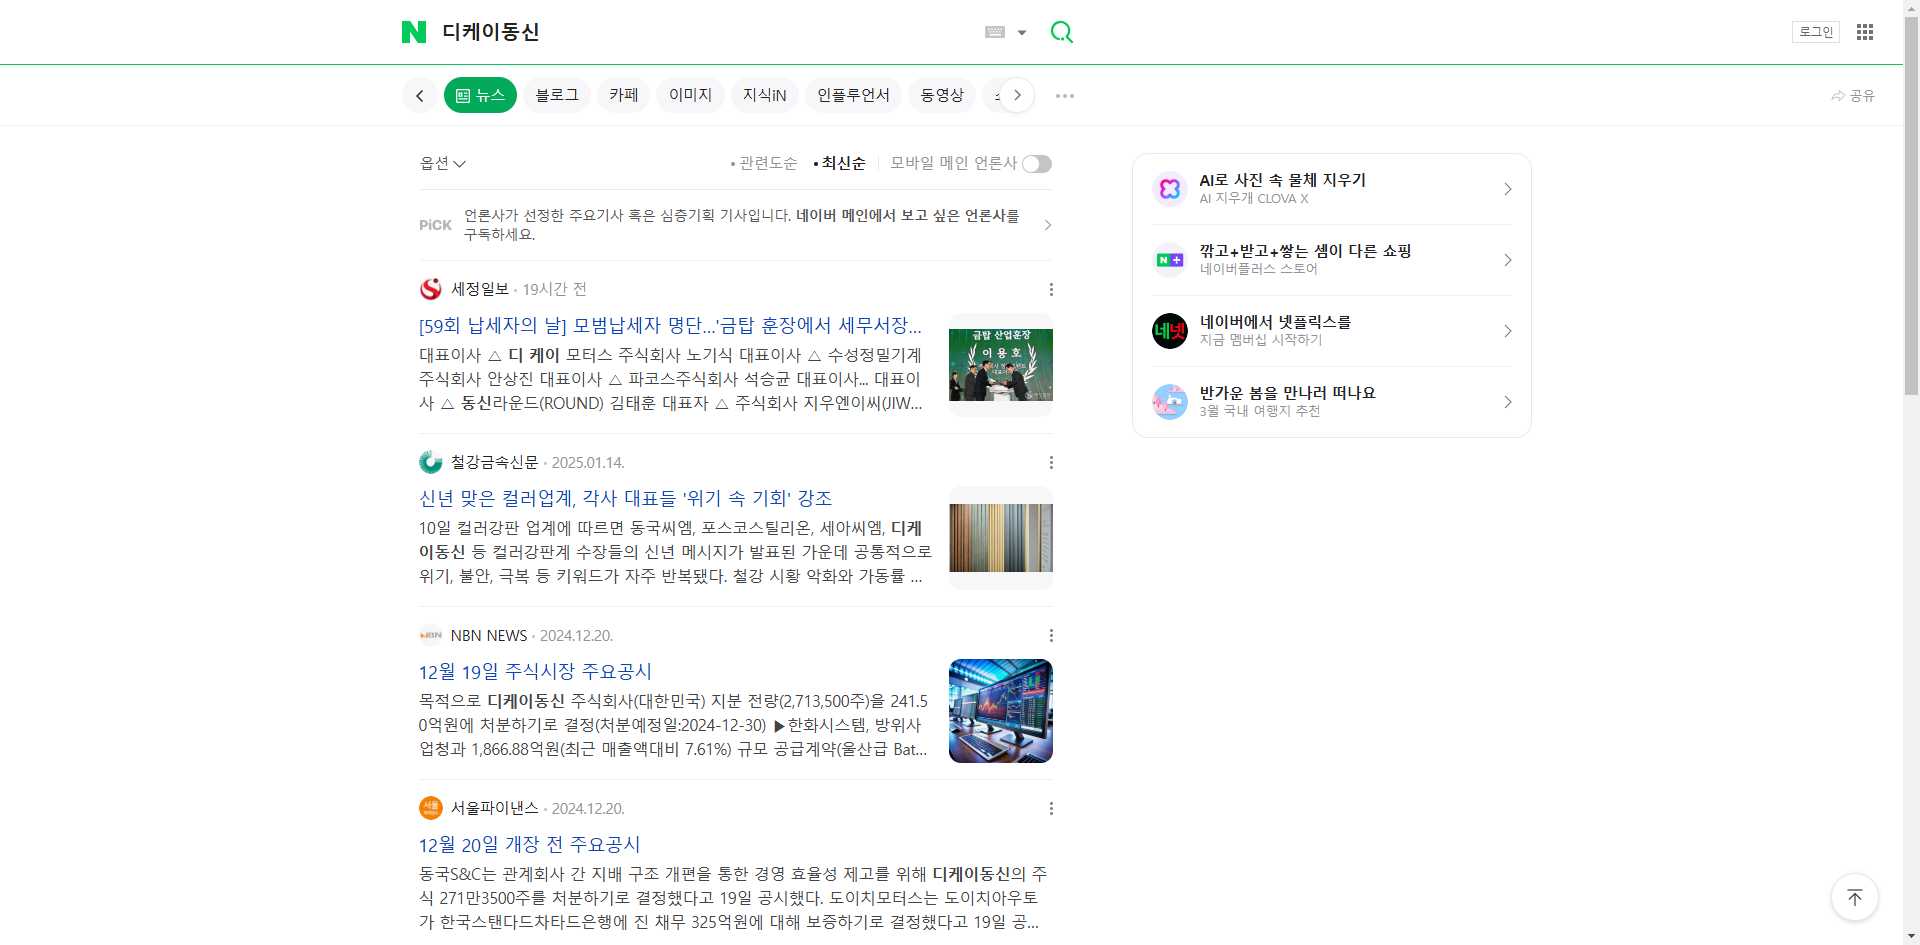 디케이동신
로그인
뉴스
블로그
카페
이미지
지식iN
인플루언서
동영상
공유
옵션
관련도순
최신순
모바일 메인 언론사
PiCK
언론사가 선정한 주요기사 혹은 심층기획 기사입니다. 네이버 메인에서 보고 싶은 언론사를
구독하세요.
세정일보 · 19시간 전
[59회 납세자의 날] 모범납세자 명단…'금탑 훈장에서 세무서장...
대표이사 △ 디 케이 모터스 주식회사 노기식 대표이사 △ 수성정밀기계
주식회사 안상진 대표이사 △ 파코스주식회사 석승균 대표이사... 대표이
사 △ 동신라운드(ROUND) 김태훈 대표자 △ 주식회사 지우엔이씨(JIW...
금탑 산업훈장
이 용 호
철강금속신문 · 2025.01.14.
신년 맞은 컬러업계, 각사 대표들 '위기 속 기회' 강조
10일 컬러강판 업계에 따르면 동국씨엠, 포스코스틸리온, 세아씨엠, 디케
이동신 등 컬러강판계 수장들의 신년 메시지가 발표된 가운데 공통적으로
위기, 불안, 극복 등 키워드가 자주 반복됐다. 철강 시황 악화와 가동률 ...
NBN NEWS · 2024.12.20.
12월 19일 주식시장 주요공시
목적으로 디케이동신 주식회사(대한민국) 지분 전량(2,713,500주)을 241.5
0억원에 처분하기로 결정(처분예정일:2024-12-30) ▶한화시스템, 방위사
업청과 1,866.88억원(최근 매출액대비 7.61%) 규모 공급계약(울산급 Bat...
서울
서울파이낸스 · 2024.12.20.
12월 20일 개장 전 주요공시
동국S&C는 관계회사 간 지배 구조 개편을 통한 경영 효율성 제고를 위해 디케이동신의 주
식 271만3500주를 처분하기로 결정했다고 19일 공시했다. 도이치모터스는 도이치아우토
가 한국스탠다드차타드은행에 진 채무 325억원에 대해 보증하기로 결정했다고 19일 공...
AI로 사진 속 물체 지우기
AI 지우개 CLOVA X
N +
깎고+받고+쌓는 셈이 다른 쇼핑
네이버플러스 스토어
네넷
네이버에서 넷플릭스를
지금 멤버십 시작하기
반가운 봄을 만나러 떠나요
3월 국내 여행지 추천